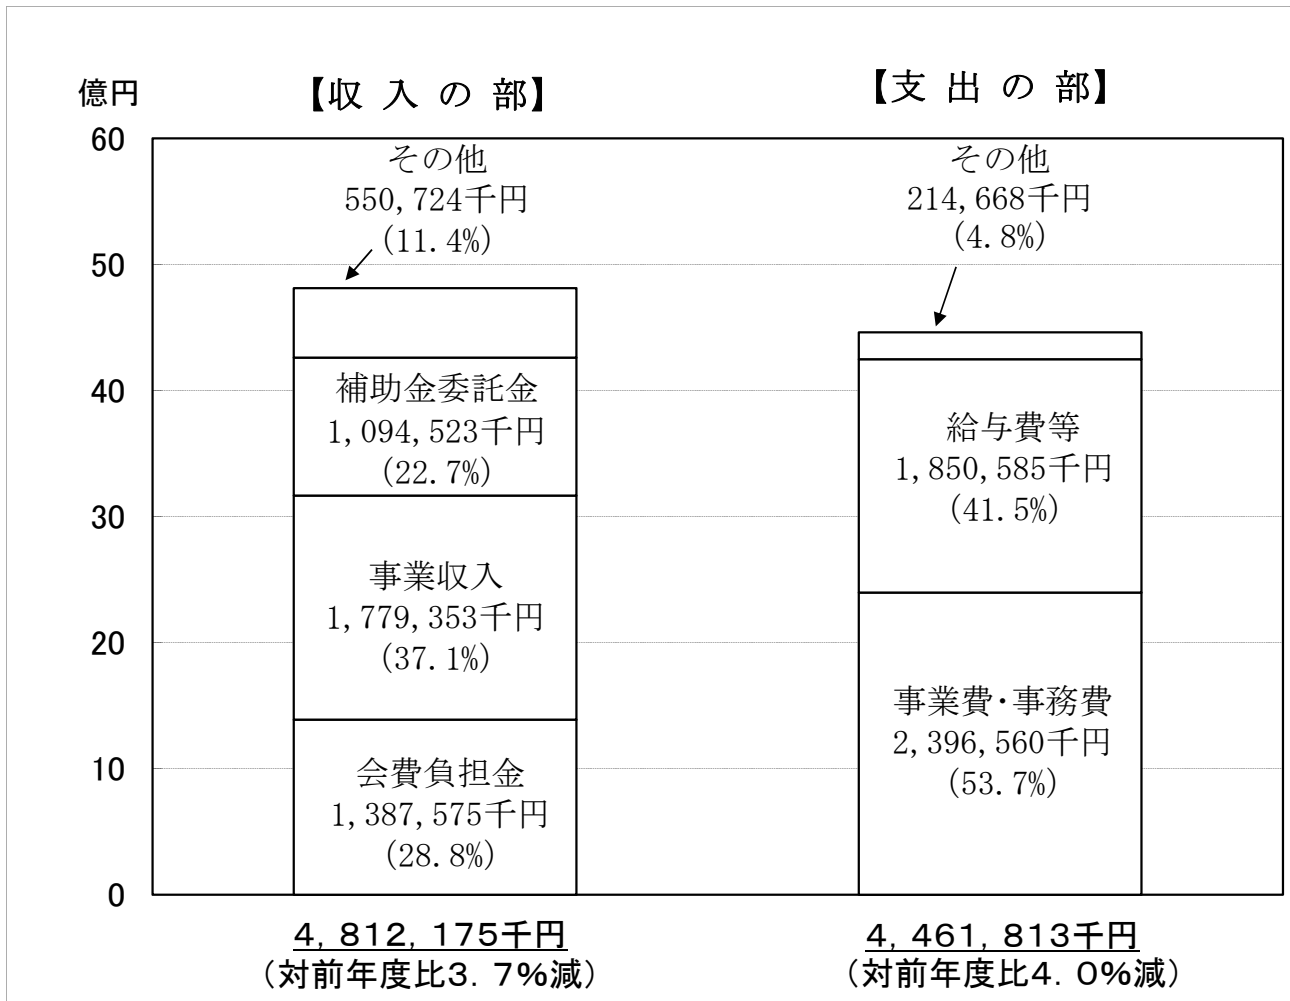 億円
【収 入 の 部】
【支 出 の 部】
60
50
40
30
20
10
0
その他
550,724千円
(11.4%)
補助金委託金
1,094,523千円
(22.7%)
事業収入
1,779,353千円
(37.1%)
会費負担金
1,387,575千円
(28.8%)
4,812,175千円
(対前年度比3.7%減)
その他
214,668千円
(4.8%)
給与費等
1,850,585千円
(41.5%)
事業費・事務費
2,396,560千円
(53.7%)
4,461,813千円
(対前年度比4.0%減)